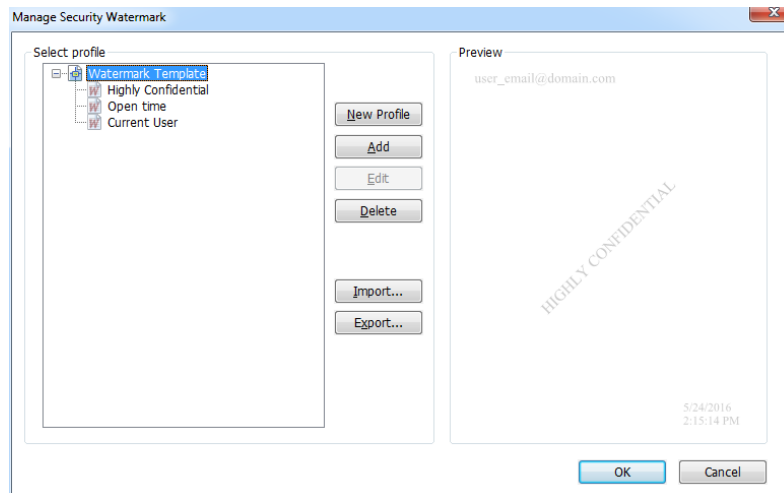 Manage Security Watermark
Select profile
Watermark Template
Highly Confidential
Open time
Current User
New Profile
Add
Edit
Delete
Import...
Export...
Preview
user_email@domain.com
HIGHLY CONFIDENTIAL
5/24/2016
2:15:14 PM
OK
Cancel